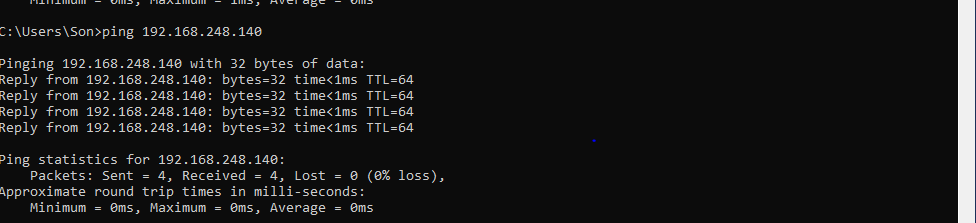 Minimum = 0ms, Maximum = 1ms, Average = 0ms
C:\Users\Son>ping 192.168.248.140
Pinging 192.168.248.140 with 32 bytes of data:
Reply from 192.168.248.140: bytes=32 time<1ms TTL=64
Reply from 192.168.248.140: bytes=32 time<1ms TTL=64
Reply from 192.168.248.140: bytes=32 time<1ms TTL=64
Reply from 192.168.248.140: bytes=32 time<1ms TTL=64
Ping statistics for 192.168.248.140:
Packets: Sent = 4, Received = 4, Lost = 0 (0% loss),
Approximate round trip times in milli-seconds:
Minimum = 0ms, Maximum = 0ms, Average = 0ms